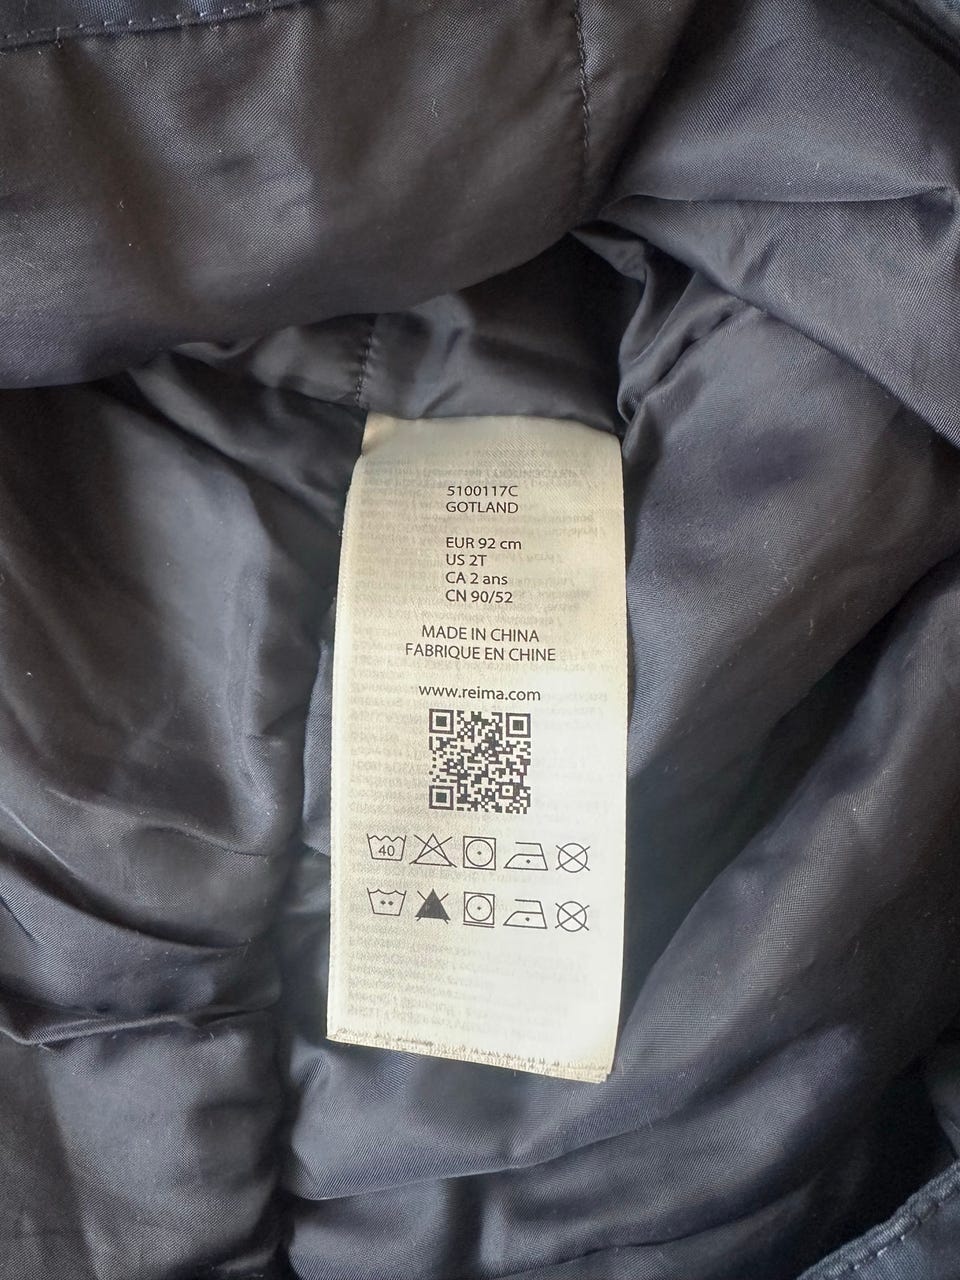 5100117C
GOTLAND
EUR 92 cm
US 2T
CA 2 ans
CN 90/52
MADE IN CHINA
FABRIQUE EN CHINE
www.reima.com
40